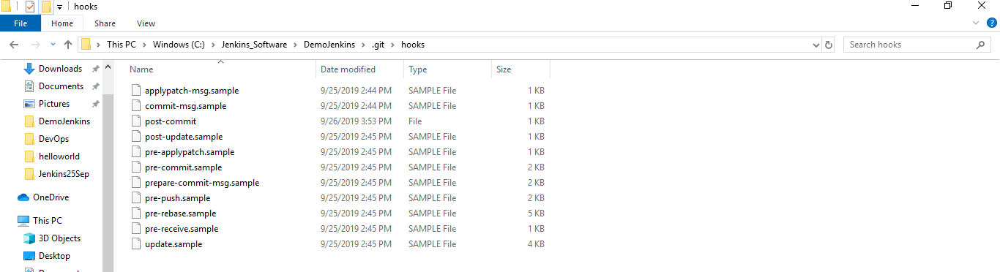 hooks
File Home Share View
This PC Windows (C:) Jenkins_Software DemoJenkins .git hooks Search hooks
Name Date modified Type Size
Downloads
Documents
Pictures
DemoJenkins
DevOps
helloworld
Jenkins25Sep
OneDrive
This PC
3D Objects
Desktop
applypatch-msg.sample 9/25/2019 2:44 PM SAMPLE File 1 KB
commit-msg.sample 9/25/2019 2:44 PM SAMPLE File 1 KB
post-commit 9/26/2019 3:53 PM File 1 KB
post-update.sample 9/25/2019 2:45 PM SAMPLE File 1 KB
pre-applypatch.sample 9/25/2019 2:45 PM SAMPLE File 1 KB
pre-commit.sample 9/25/2019 2:45 PM SAMPLE File 2 KB
prepare-commit-msg.sample 9/25/2019 2:45 PM SAMPLE File 2 KB
pre-push.sample 9/25/2019 2:45 PM SAMPLE File 2 KB
pre-rebase.sample 9/25/2019 2:45 PM SAMPLE File 5 KB
pre-receive.sample 9/25/2019 2:45 PM SAMPLE File 1 KB
update.sample 9/25/2019 2:45 PM SAMPLE File 4 KB